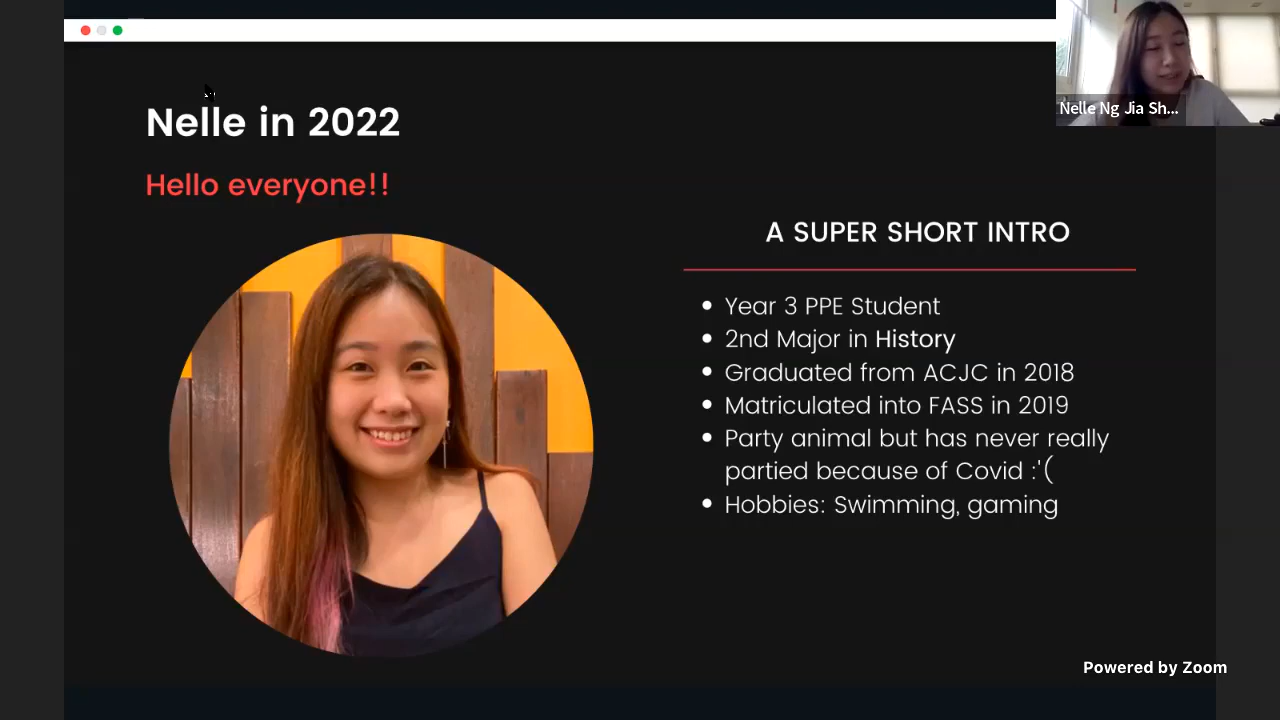 Nelle in 2022
Hello everyone!!
A SUPER SHORT INTRO
Year 3 PPE Student
2nd Major in History
Graduated from ACJC in 2018
Matriculated into FASS in 2019
Party animal but has never really
partied because of Covid :'(
Hobbies: Swimming, gaming
Nelle Ng Jia Sh...
Powered by Zoom